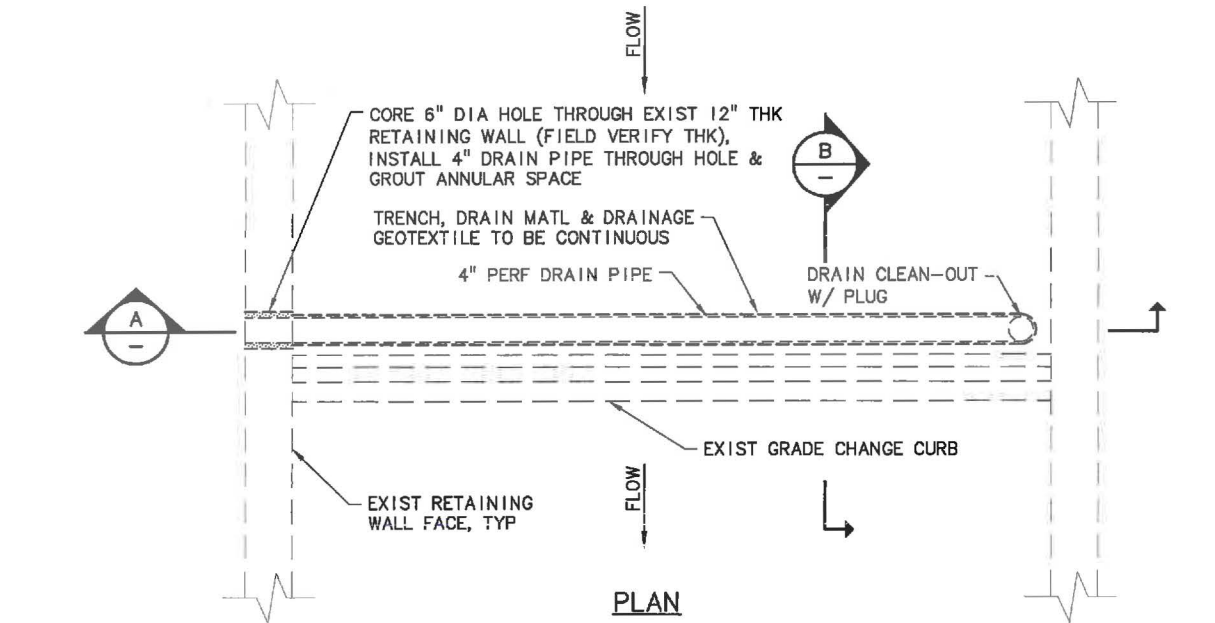 FLOW
CORE 6" DIA HOLE THROUGH EXIST 12" THK
RETAINING WALL (FIELD VERIFY THK),
INSTALL 4" DRAIN PIPE THROUGH HOLE &
GROUT ANNULAR SPACE
B
-
TRENCH, DRAIN MATL & DRAINAGE
GEOTEXTILE TO BE CONTINUOUS
4" PERF DRAIN PIPE
DRAIN CLEAN-OUT
W/ PLUG
A
-
EXIST GRADE CHANGE CURB
EXIST RETAINING
WALL FACE, TYP
FLOW
PLAN